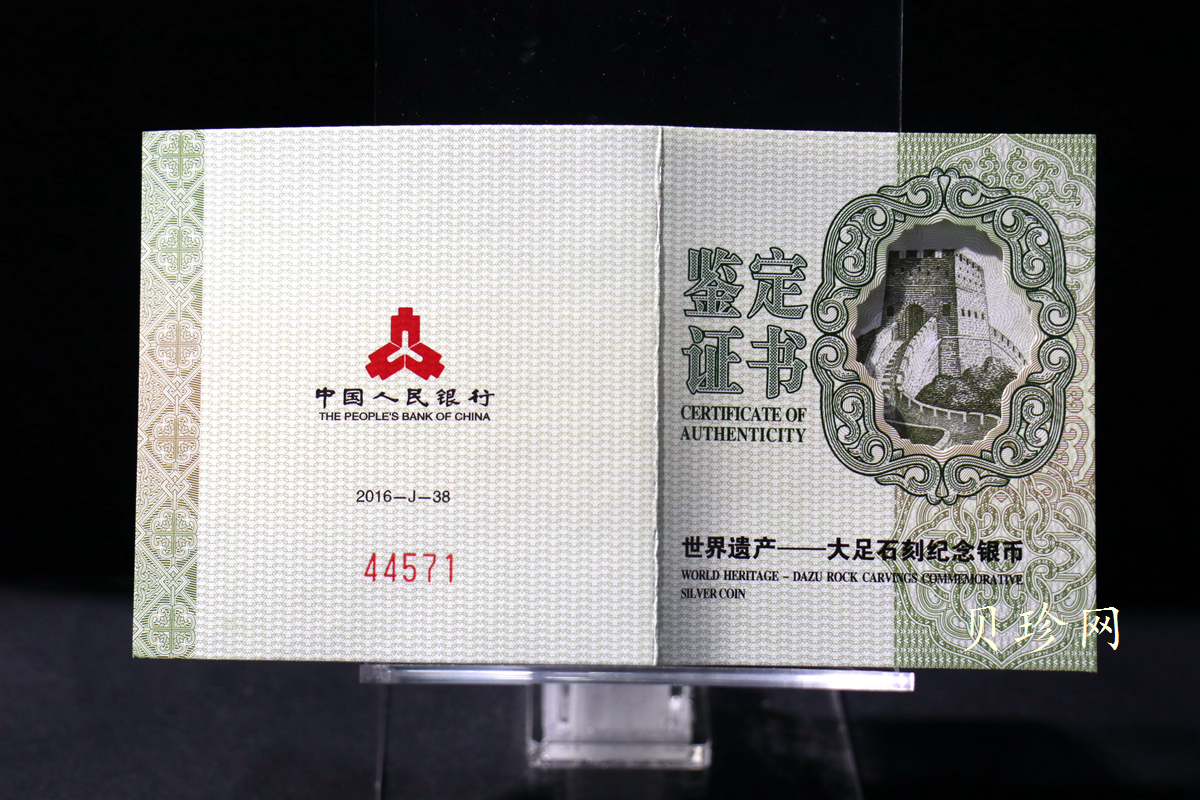 中国人民银行
THE PEOPLE'S BANK OF CHINA
2016—J—38
44571
鉴定
证书
CERTIFICATE OF
AUTHENTICITY
世界遗产——大足石刻纪念银币
WORLD HERITAGE – DAZU ROCK CARVINGS COMMEMORATIVE
SILVER COIN
贝珍网